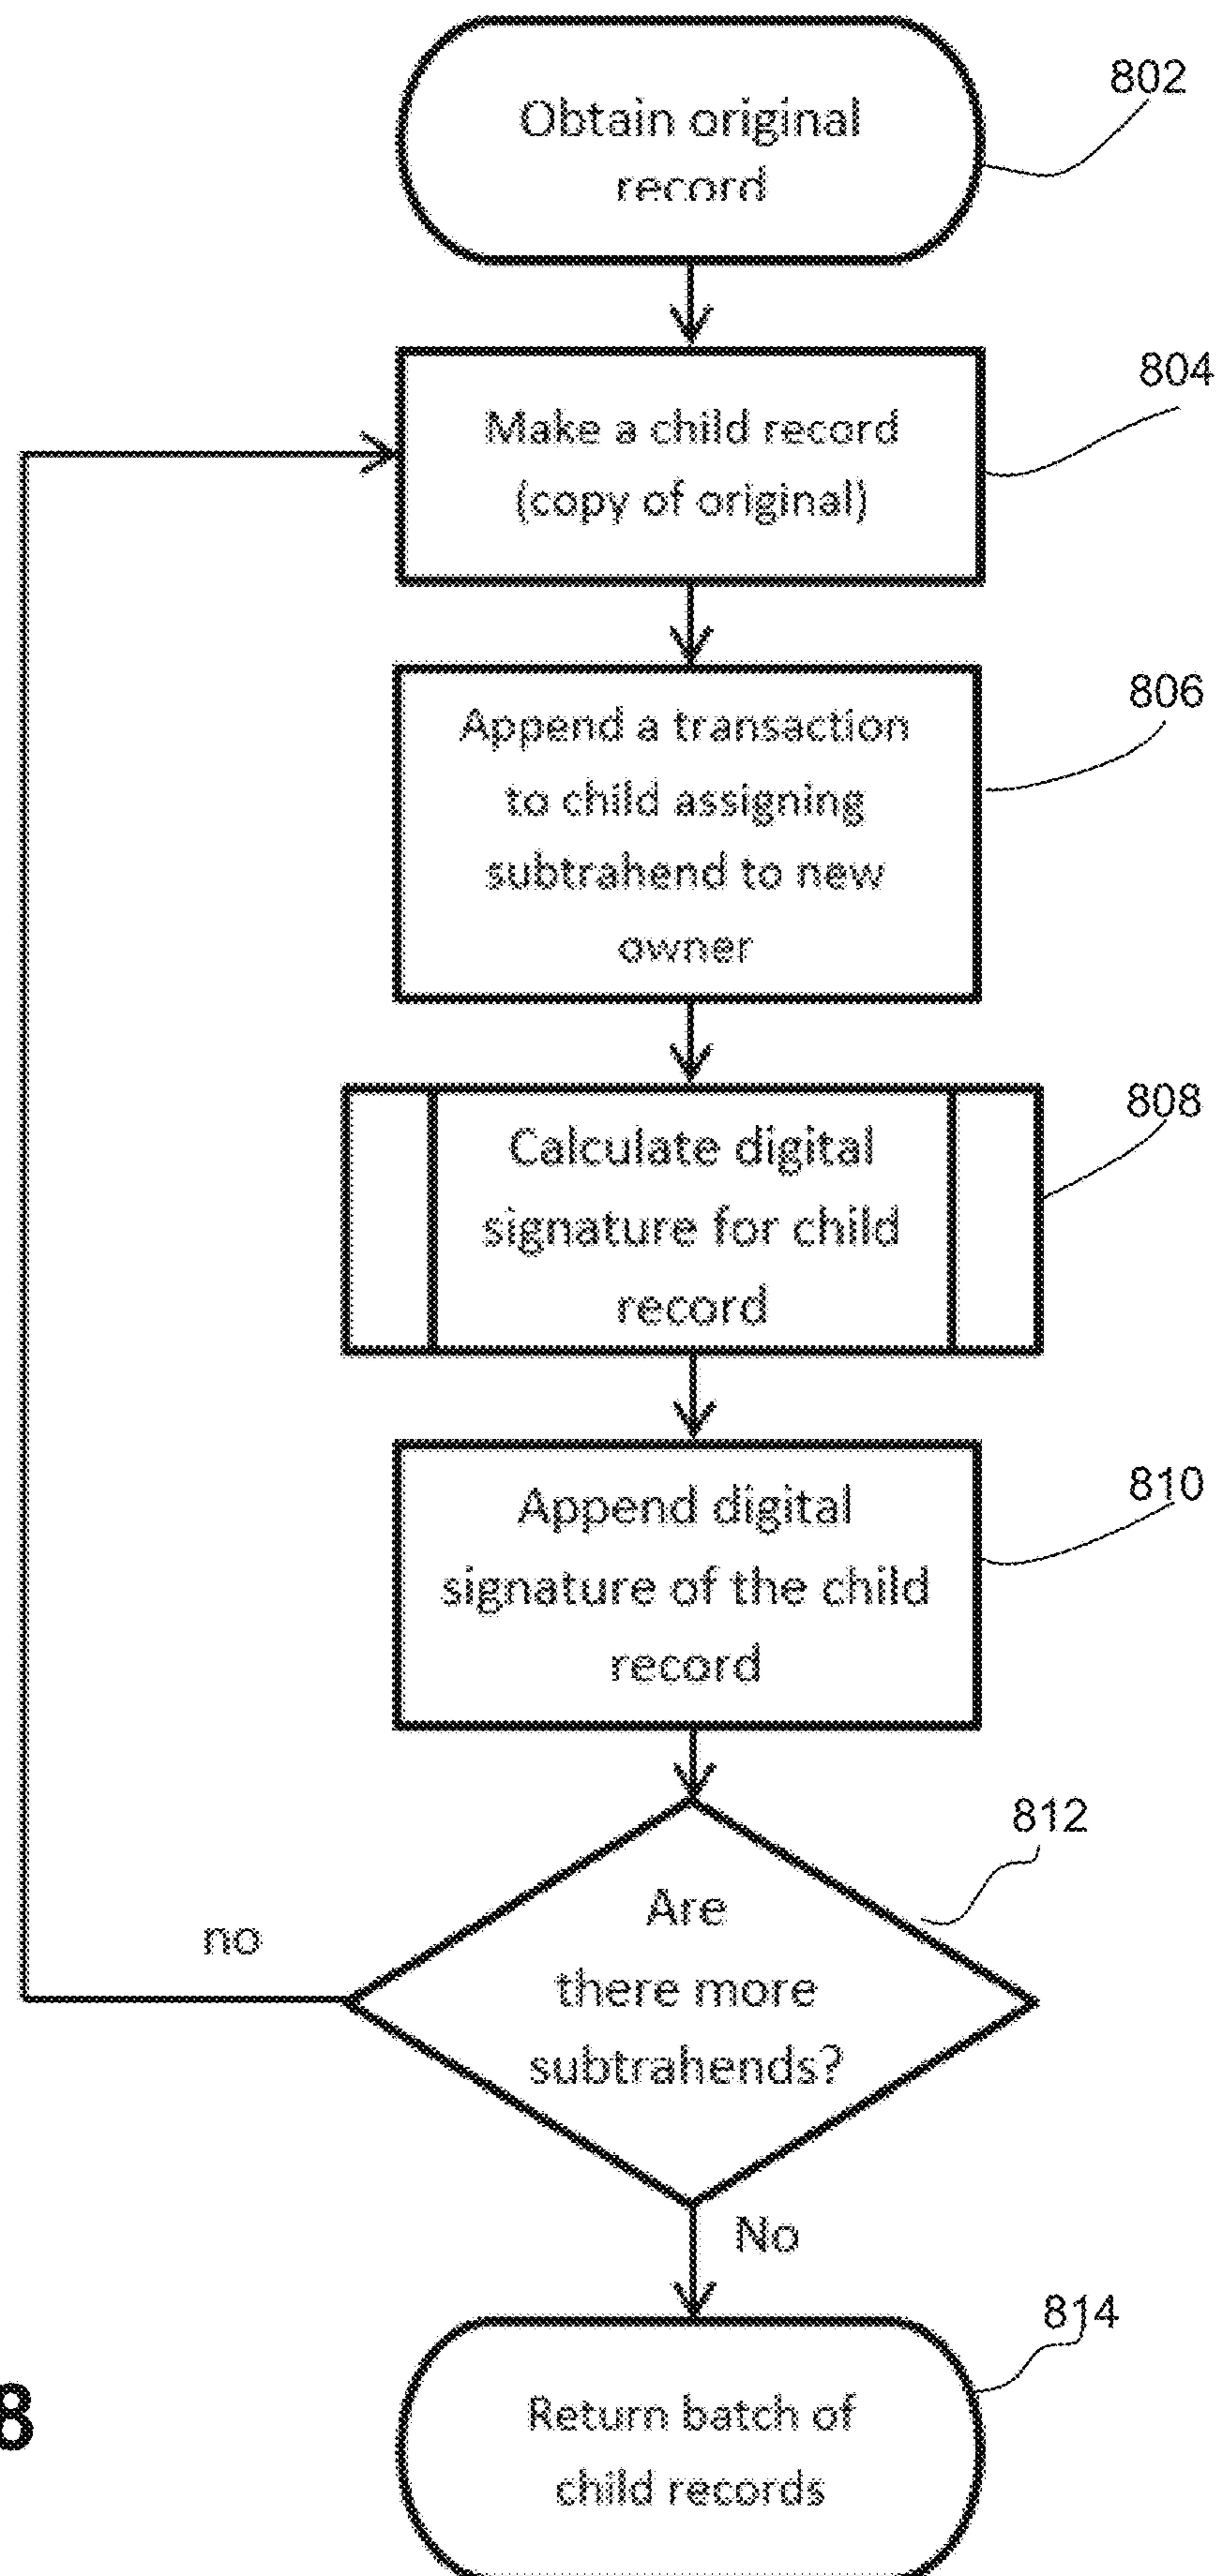 Obtain original
record
802
Make a child record
(copy of original)
804
Append a transaction
to child assigning
subtrahend to new
owner
806
Calculate digital
signature for child
record
808
Append digital
signature of the child
record
810
Are
there more
subtrahends?
812
no
No
Return batch of
child records
814
8